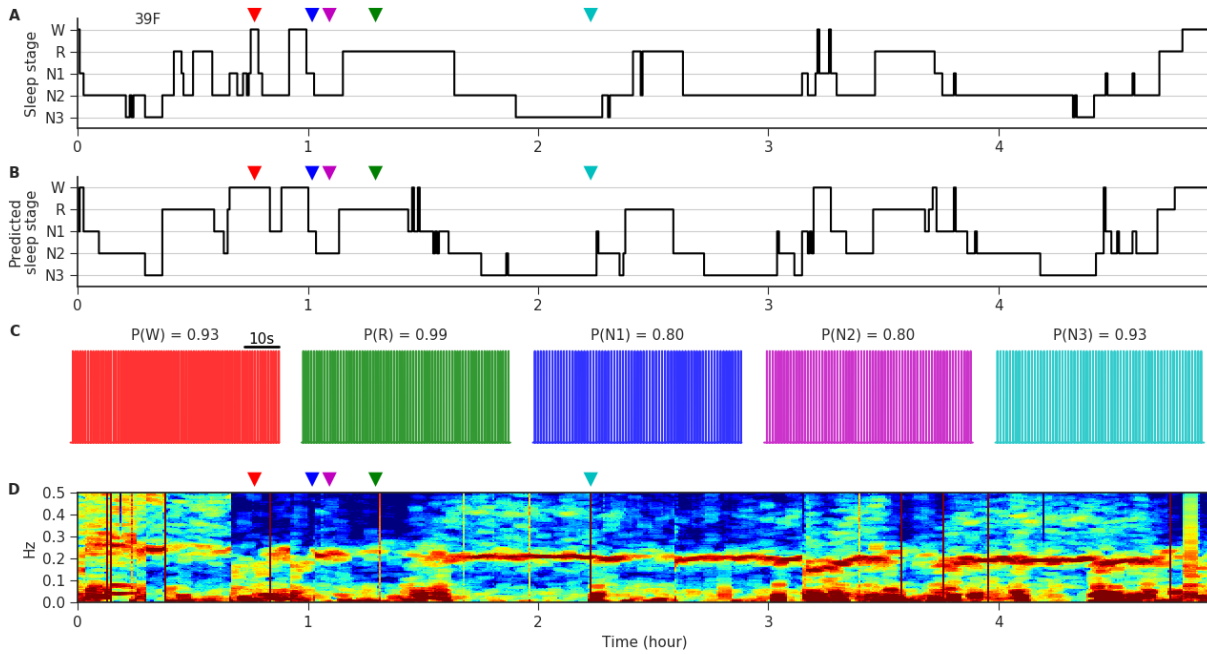 A
39F
Sleep stage
W
R
N1
N2
N3
0 1 2 3 4
B
Predicted
sleep stage
W
R
N1
N2
N3
0 1 2 3 4
C
P(W) = 0.93 P(R) = 0.99 P(N1) = 0.80 P(N2) = 0.80 P(N3) = 0.93
10s
D
Hz
0.5
0.4
0.3
0.2
0.1
0.0
0 1 2 3 4
Time (hour)